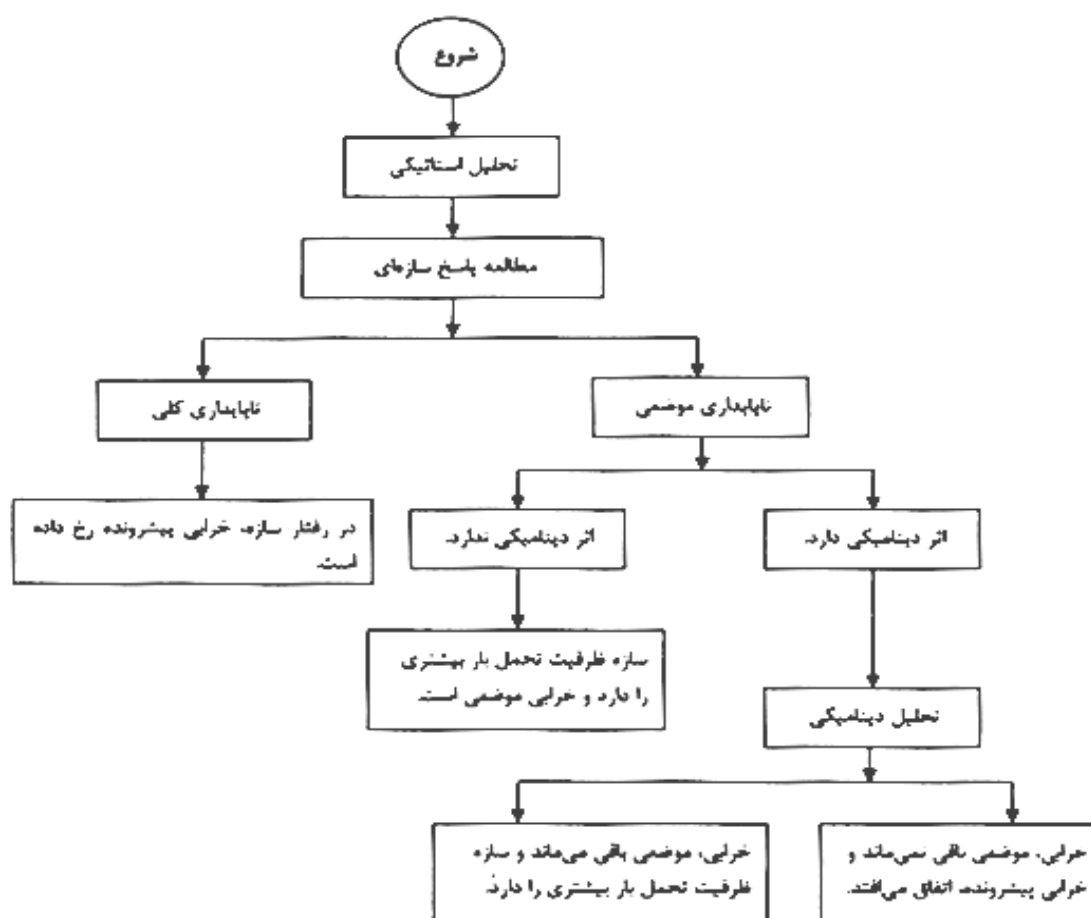 شروع
تحلیل استاتیکی
مطالعه پاسخ سازه‌ای
ناپایداری کلی
ناپایداری موضعی
در رفتار سازه، خرابی پیشرونده رخ داده
است.
اثر دینامیکی ندارد.
اثر دینامیکی دارد.
سازه ظرفیت تحمل بار بیشتری
را دارد و خرابی موضعی است.
تحلیل دینامیکی
خرابی، موضعی باقی می‌ماند و سازه
ظرفیت تحمل بار بیشتری را دارد.
خرابی، موضعی باقی نمی‌ماند و
خرابی پیشرونده، اتفاق می‌افتد.